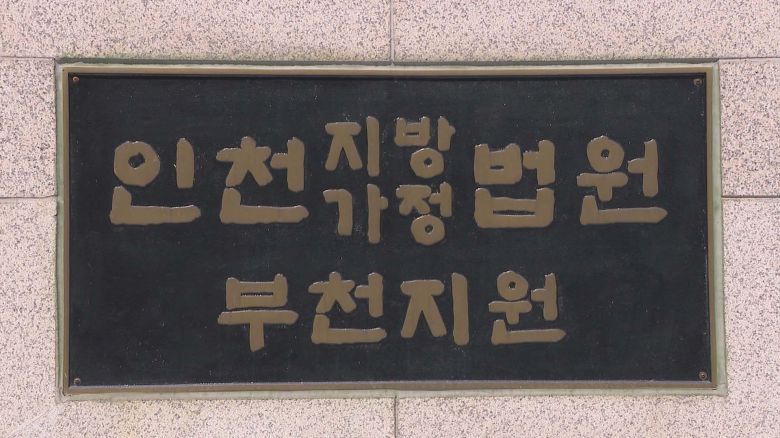 인천 지방 법원
가정
부천지원